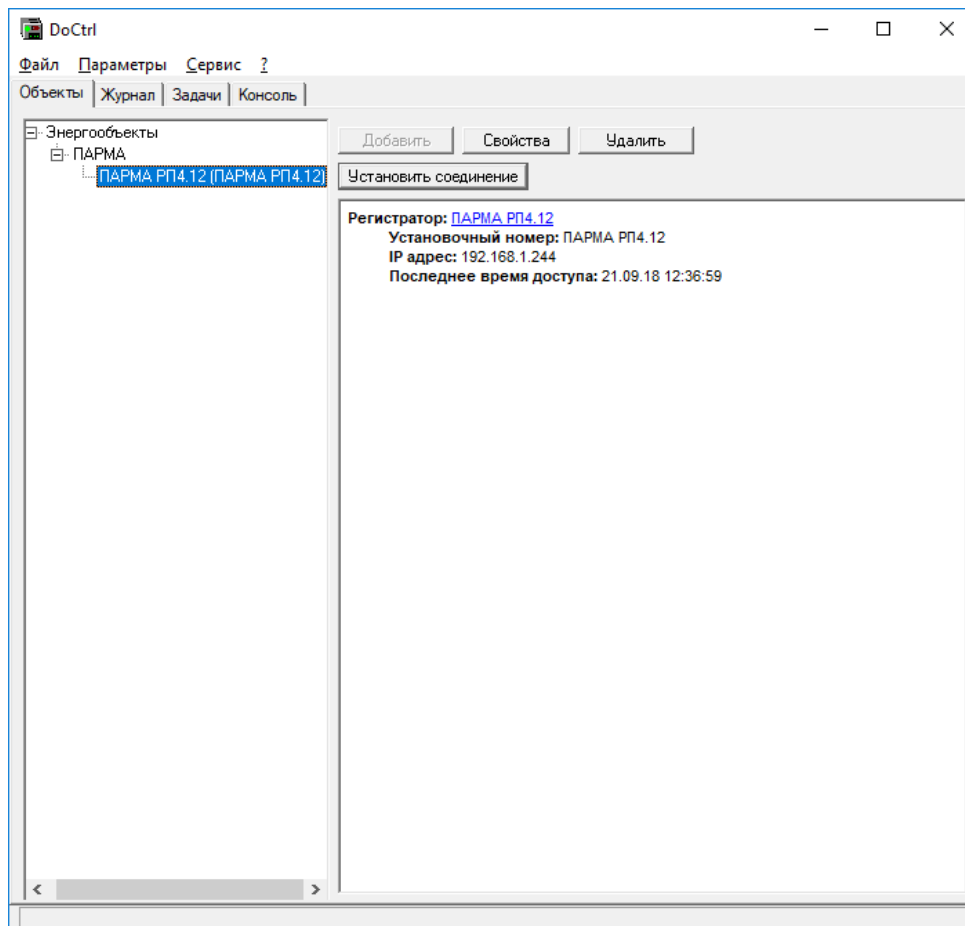 DoCtrl
Файл Параметры Сервис ?
Объекты Журнал Задачи Консоль
Энергообъекты
ПАРМА
ПАРМА РП4.12 (ПАРМА РП4.12)
Добавить Свойства Удалить
Установить соединение
Регистратор: ПАРМА РП4.12
Установочный номер: ПАРМА РП4.12
IP адрес: 192.168.1.244
Последнее время доступа: 21.09.18 12:36:59